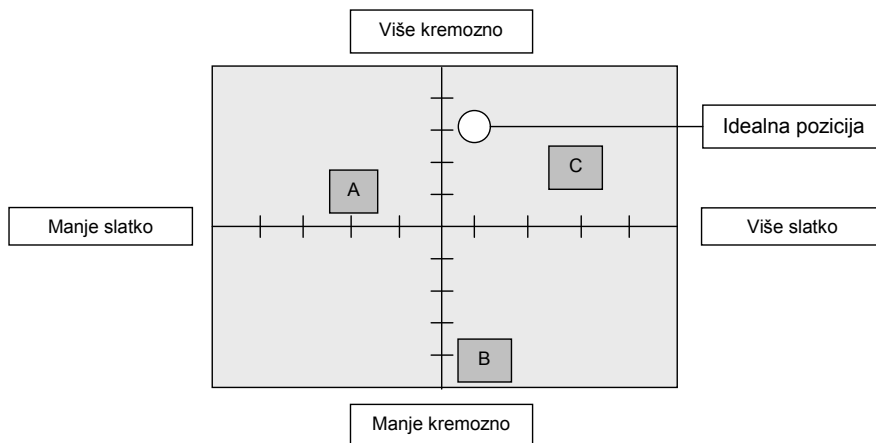 Više kremozno
Idealna pozicija
C
A
Manje slatko
Više slatko
B
Manje kremozno